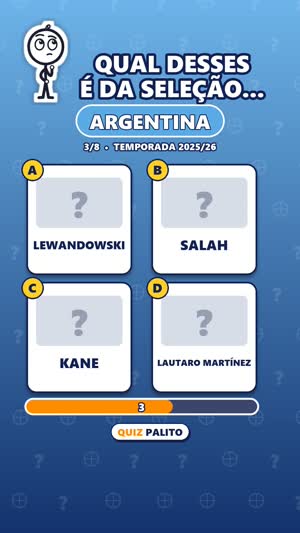 QUAL DESSES
É DA SELEÇÃO...
ARGENTINA
3/8 • TEMPORADA 2025/26
A
?
LEWANDOWSKI
B
?
SALAH
C
?
KANE
D
?
LAUTARO MARTÍNEZ
3
QUIZ PALITO